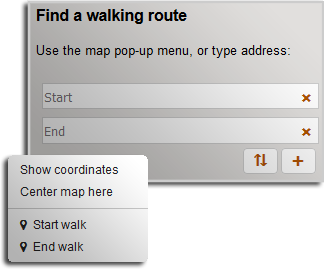 Find a walking route
Use the map pop-up menu, or type address:
Start
End
Show coordinates
Center map here
Start walk
End walk